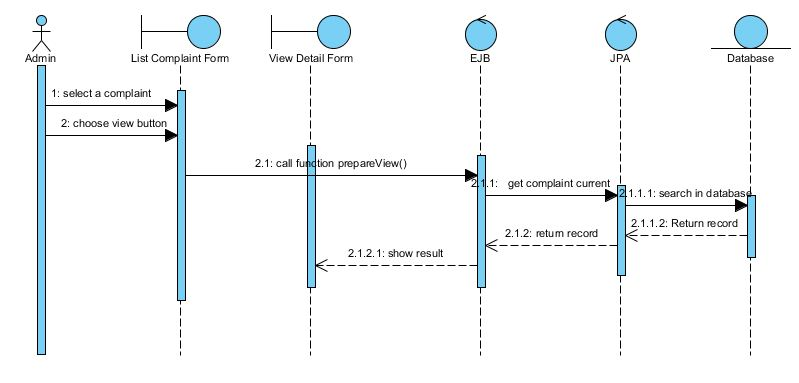 Admin
List Complaint Form
View Detail Form
EJB
JPA
Database
1: select a complaint
2: choose view button
2.1: call function prepareView()
2.1.1: get complaint current
2.1.1.1: search in database
2.1.1.2: Return record
2.1.2: return record
2.1.2.1: show result